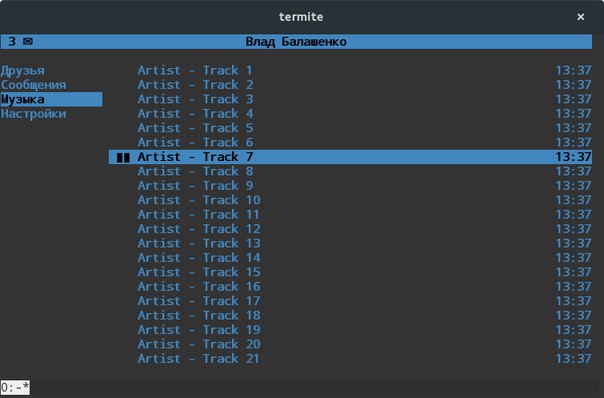 termite ×
3 ✉ Влад Балашенко
Друзья Artist - Track 1 13:37
Сообщения Artist - Track 2 13:37
Музыка Artist - Track 3 13:37
Настройки Artist - Track 4 13:37
Artist - Track 5 13:37
Artist - Track 6 13:37
▮▮ Artist - Track 7 13:37
Artist - Track 8 13:37
Artist - Track 9 13:37
Artist - Track 10 13:37
Artist - Track 11 13:37
Artist - Track 12 13:37
Artist - Track 13 13:37
Artist - Track 14 13:37
Artist - Track 15 13:37
Artist - Track 16 13:37
Artist - Track 17 13:37
Artist - Track 18 13:37
Artist - Track 19 13:37
Artist - Track 20 13:37
Artist - Track 21 13:37
0:-*